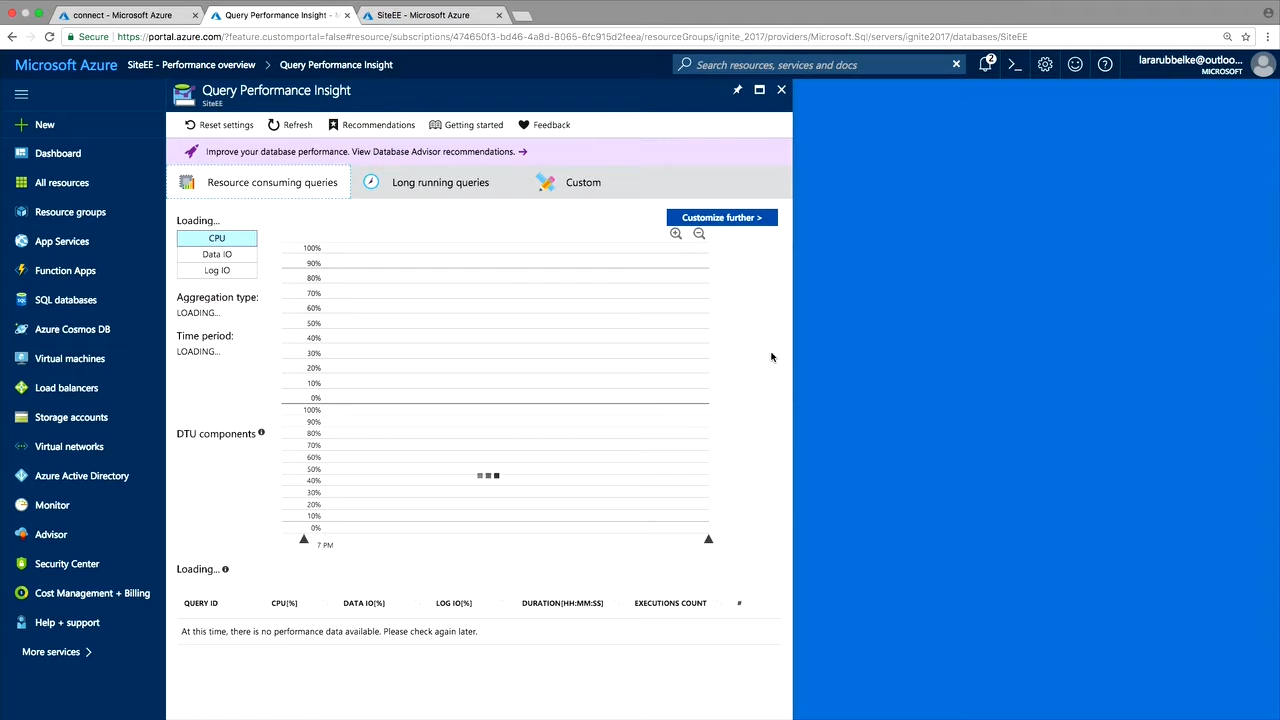 connect - Microsoft Azure
Query Performance Insight - M
SiteEE - Microsoft Azure
Secure
https://portal.azure.com/?feature.customportal=false#resource/subscriptions/474650f3-bd46-4a8d-8065-6fc915d2feea/resourceGroups/ignite_2017/providers/Microsoft.Sql/servers/ignite2017/databases/SiteEE
Microsoft Azure SiteEE - Performance overview > Query Performance Insight
Search resources, services and docs
2
lararubbelke@outloo...
MICROSOFT
New
Dashboard
All resources
Resource groups
App Services
Function Apps
SQL databases
Azure Cosmos DB
Virtual machines
Load balancers
Storage accounts
Virtual networks
Azure Active Directory
Monitor
Advisor
Security Center
Cost Management + Billing
Help + support
More services >
Query Performance Insight
SiteEE
Reset settings Refresh Recommendations Getting started Feedback
Improve your database performance. View Database Advisor recommendations. →
Resource consuming queries Long running queries Custom
Customize further >
Loading...
CPU
Data IO
Log IO
Aggregation type:
LOADING...
Time period:
LOADING...
DTU components
100%
90%
80%
70%
60%
50%
40%
30%
20%
10%
0%
100%
90%
80%
70%
60%
50%
40%
30%
20%
10%
0%
7 PM
Loading...
QUERY ID CPU[%] DATA IO[%] LOG IO[%] DURATION[HH:MM:SS] EXECUTIONS COUNT #
At this time, there is no performance data available. Please check again later.